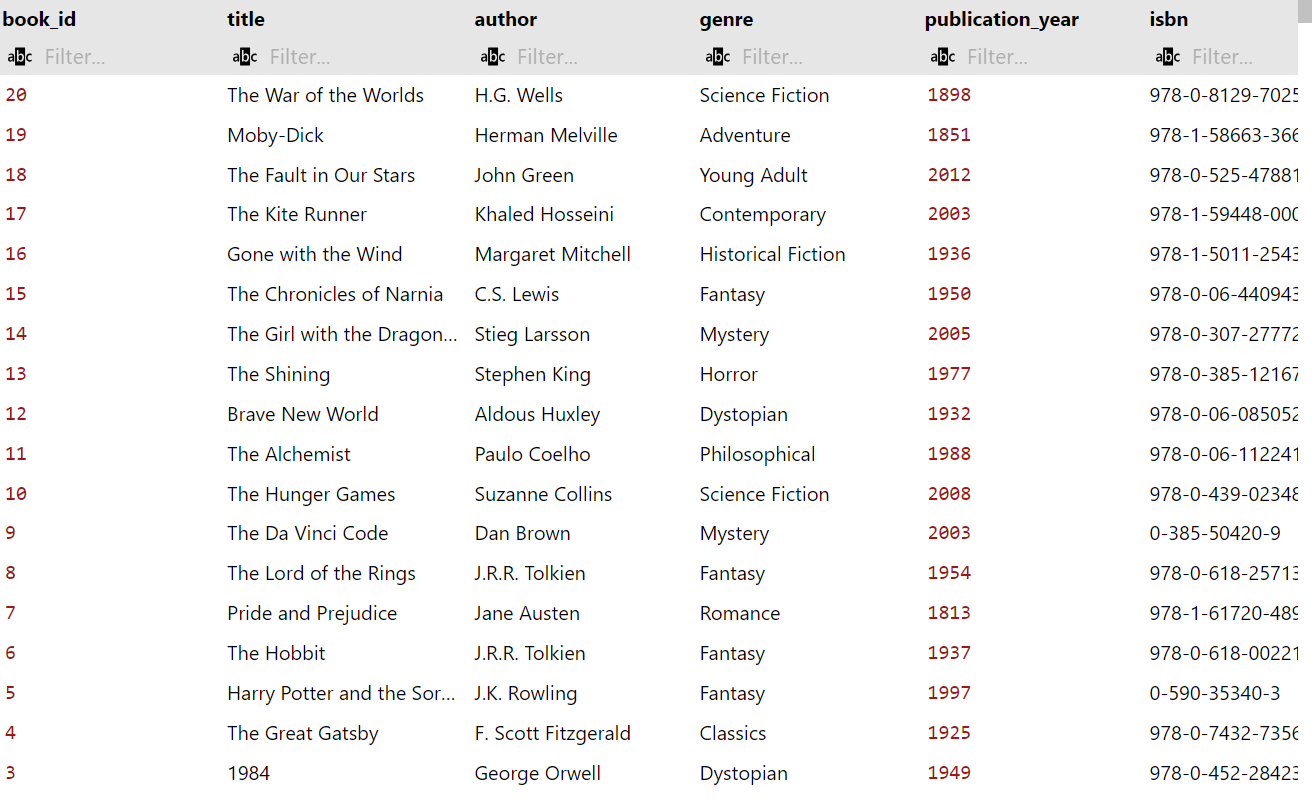 book_id title author genre publication_year isbn
abc Filter... abc Filter... abc Filter... abc Filter... abc Filter... abc Filter...
20 The War of the Worlds H.G. Wells Science Fiction 1898 978-0-8129-7025
19 Moby-Dick Herman Melville Adventure 1851 978-1-58663-366
18 The Fault in Our Stars John Green Young Adult 2012 978-0-525-47881
17 The Kite Runner Khaled Hosseini Contemporary 2003 978-1-59448-000
16 Gone with the Wind Margaret Mitchell Historical Fiction 1936 978-1-5011-2543
15 The Chronicles of Narnia C.S. Lewis Fantasy 1950 978-0-06-440943
14 The Girl with the Dragon... Stieg Larsson Mystery 2005 978-0-307-27772
13 The Shining Stephen King Horror 1977 978-0-385-12167
12 Brave New World Aldous Huxley Dystopian 1932 978-0-06-085052
11 The Alchemist Paulo Coelho Philosophical 1988 978-0-06-112241
10 The Hunger Games Suzanne Collins Science Fiction 2008 978-0-439-02348
9 The Da Vinci Code Dan Brown Mystery 2003 0-385-50420-9
8 The Lord of the Rings J.R.R. Tolkien Fantasy 1954 978-0-618-25713
7 Pride and Prejudice Jane Austen Romance 1813 978-1-61720-489
6 The Hobbit J.R.R. Tolkien Fantasy 1937 978-0-618-00221
5 Harry Potter and the Sor... J.K. Rowling Fantasy 1997 0-590-35340-3
4 The Great Gatsby F. Scott Fitzgerald Classics 1925 978-0-7432-7356
3 1984 George Orwell Dystopian 1949 978-0-452-28423